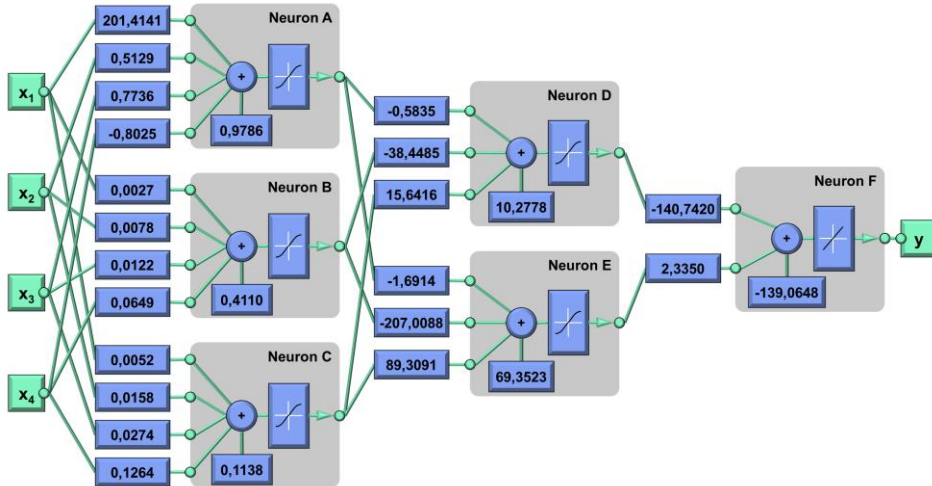 Neuron A
201,4141
0,5129
0,7736
-0,8025
+
0,9786
x1
x2
x3
x4
Neuron B
0,0027
0,0078
0,0122
0,0649
+
0,4110
Neuron C
0,0052
0,0158
0,0274
0,1264
+
0,1138
Neuron D
-0,5835
-38,4485
15,6416
+
10,2778
Neuron E
-1,6914
-207,0088
89,3091
+
69,3523
Neuron F
-140,7420
2,3350
+
-139,0648
y